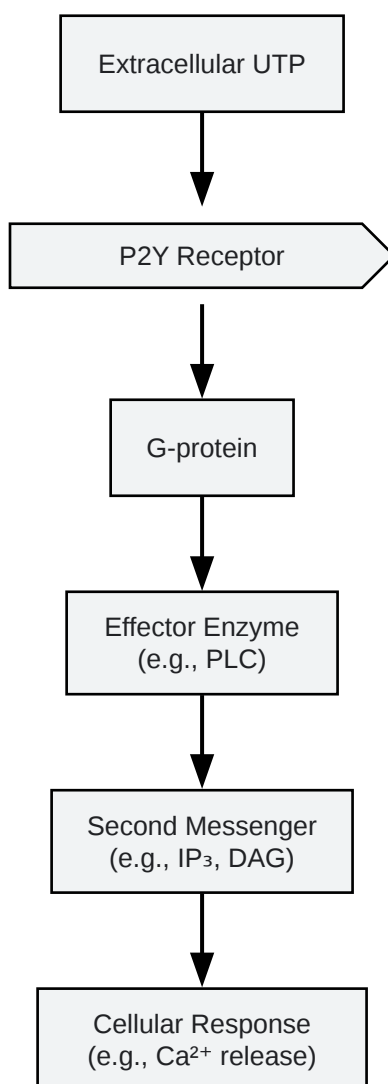 Extracellular UTP
P2Y Receptor
G-protein
Effector Enzyme
(e.g., PLC)
Second Messenger
(e.g., IP₃, DAG)
Cellular Response
(e.g., Ca²⁺ release)